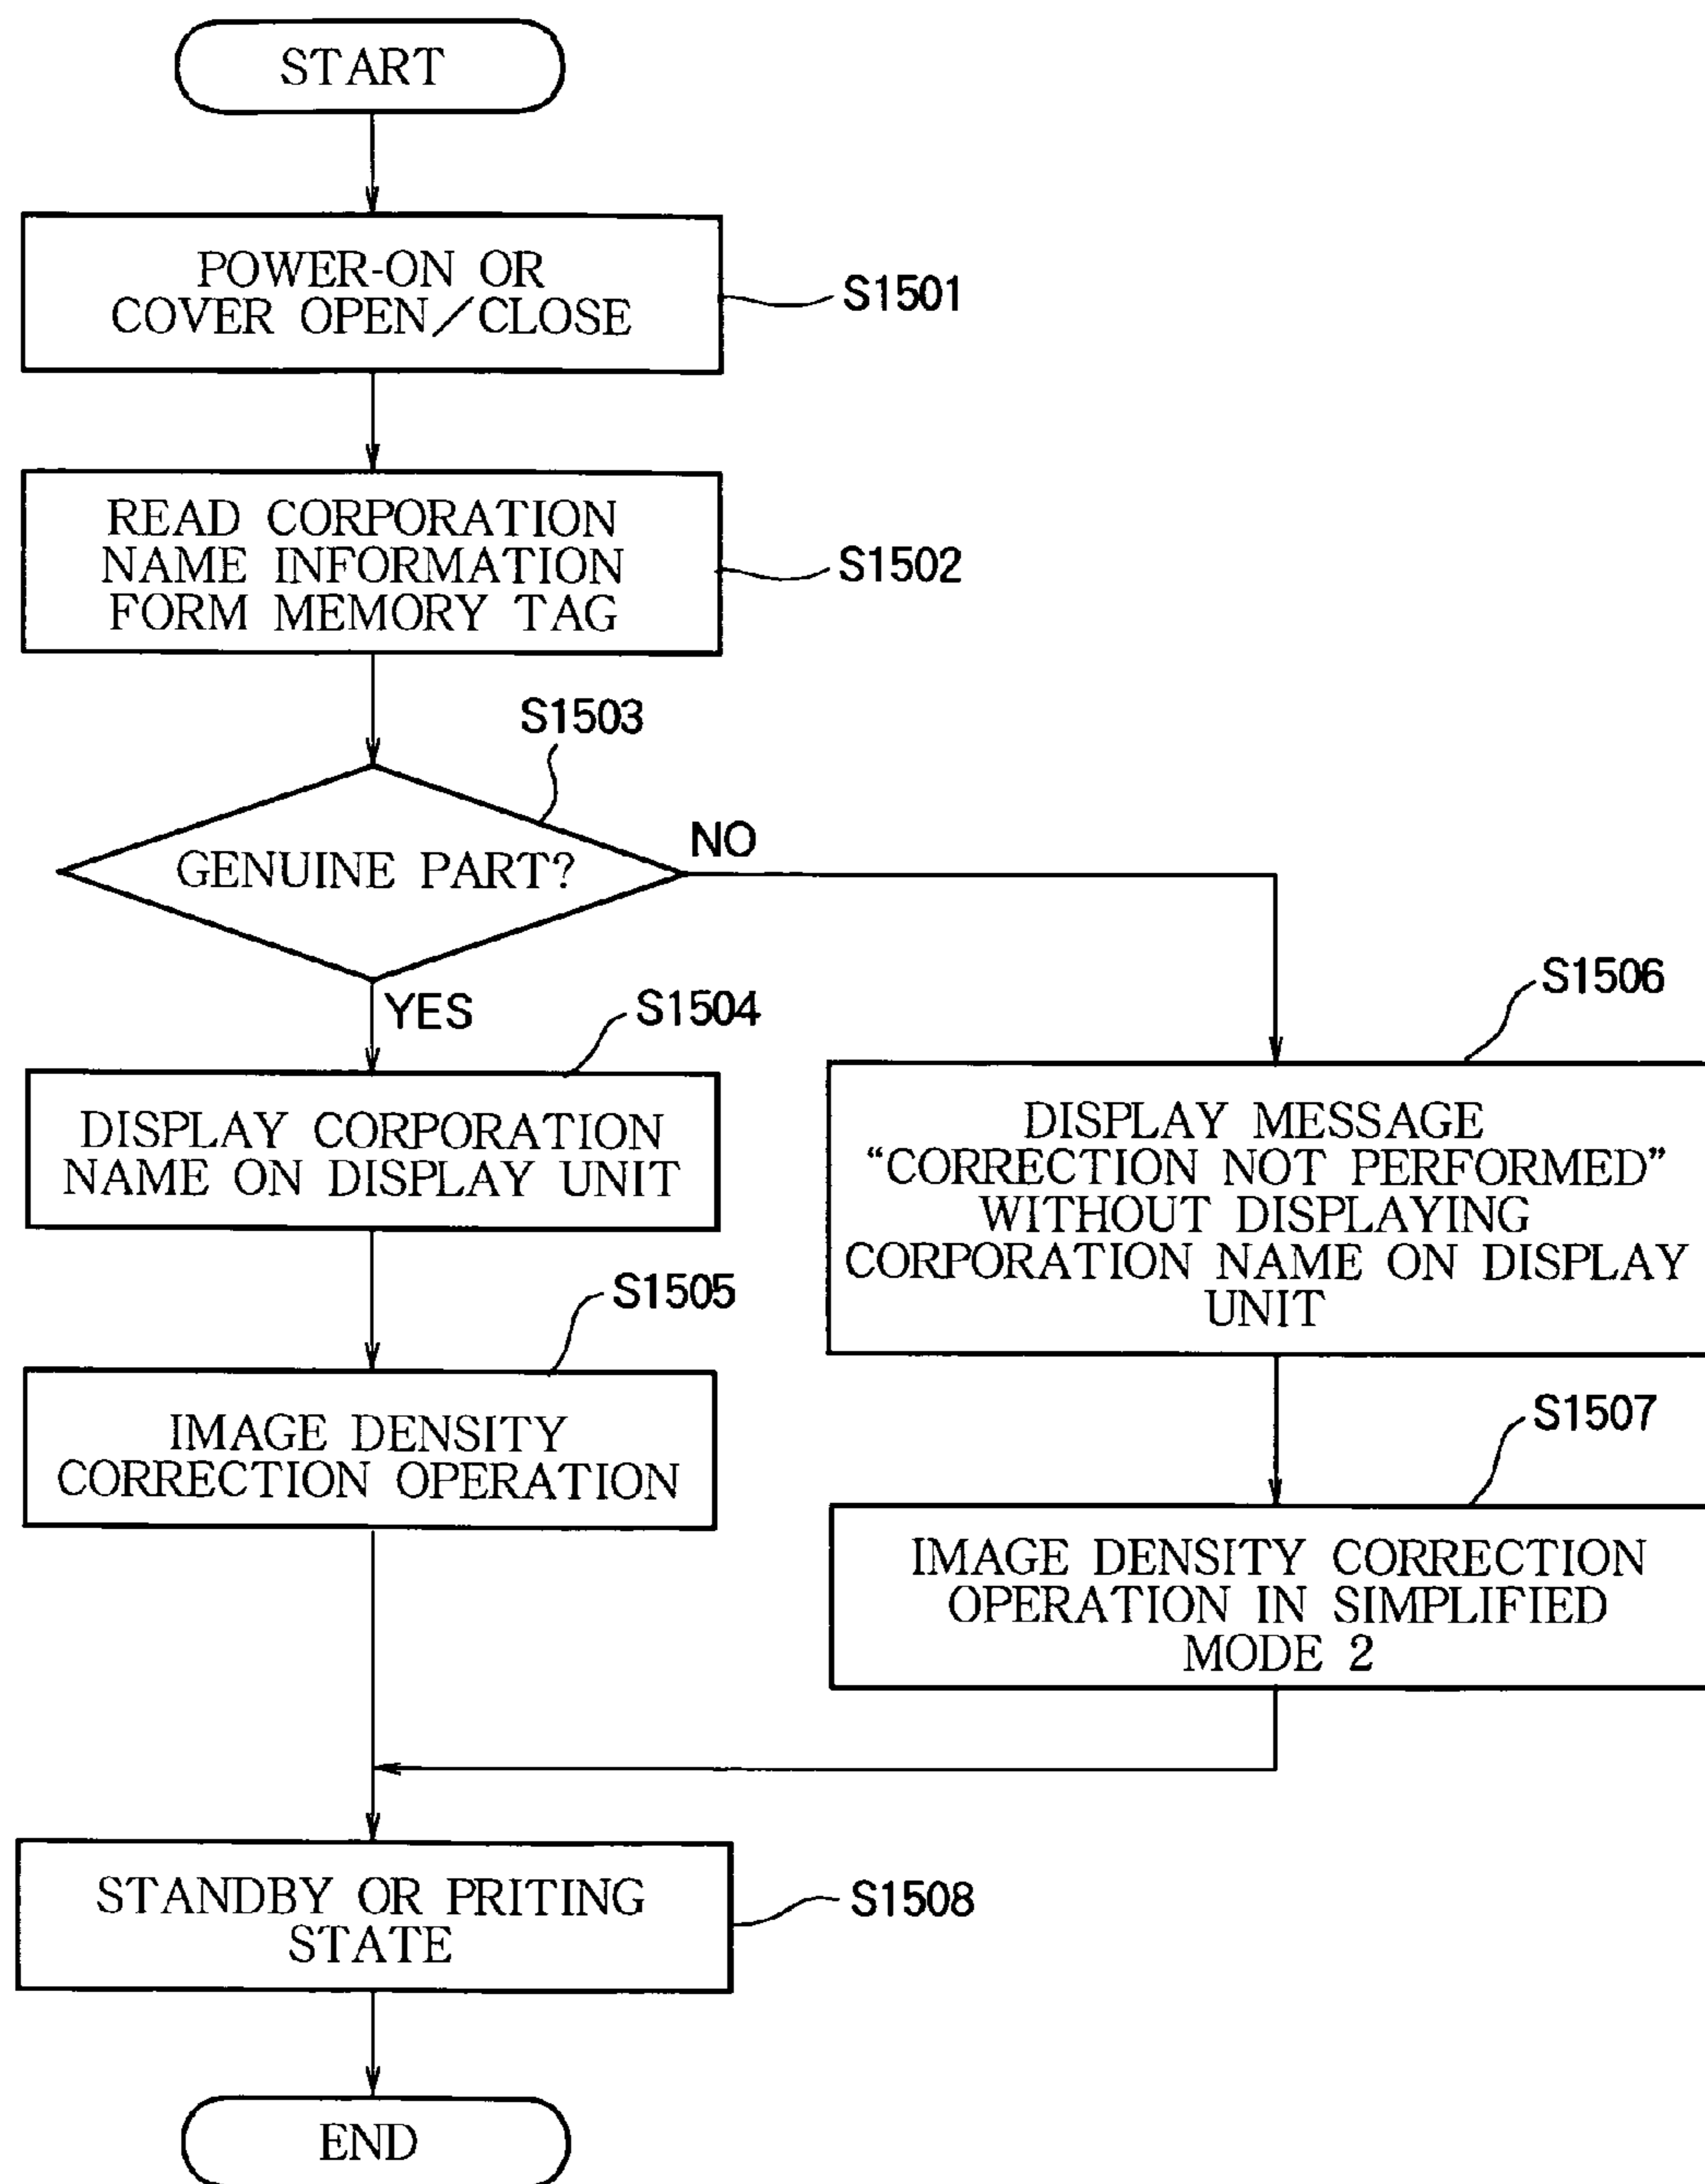 START
POWER-ON OR
COVER OPEN/CLOSE
S1501
READ CORPORATION
NAME INFORMATION
FORM MEMORY TAG
S1502
S1503
GENUINE PART?
NO
YES
S1504
DISPLAY CORPORATION
NAME ON DISPLAY UNIT
S1505
IMAGE DENSITY
CORRECTION OPERATION
S1506
DISPLAY MESSAGE
“CORRECTION NOT PERFORMED”
WITHOUT DISPLAYING
CORPORATION NAME ON DISPLAY
UNIT
S1507
IMAGE DENSITY CORRECTION
OPERATION IN SIMPLIFIED
MODE 2
STANDBY OR PRITING
STATE
S1508
END